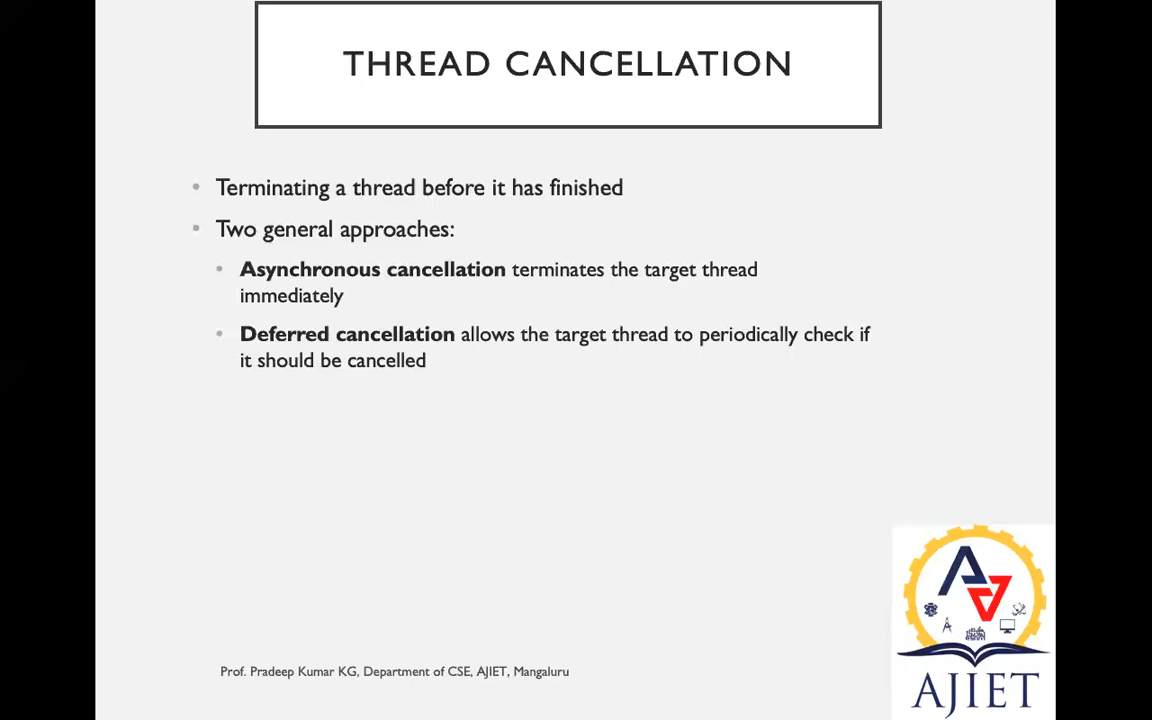 THREAD CANCELLATION
• Terminating a thread before it has finished
• Two general approaches:
• Asynchronous cancellation terminates the target thread
immediately
• Deferred cancellation allows the target thread to periodically check if
it should be cancelled
Prof. Pradeep Kumar KG, Department of CSE, AJIET, Mangaluru
AJIET